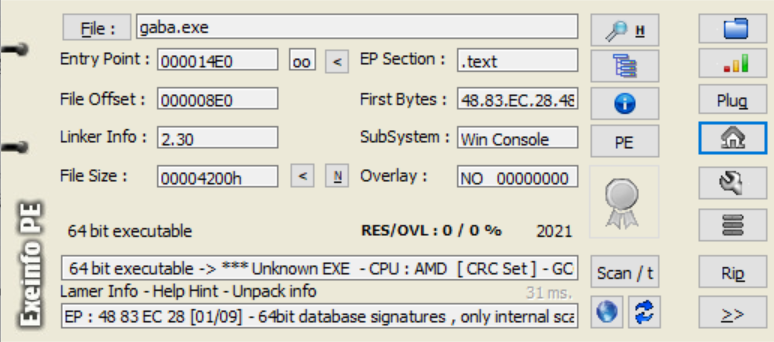 File : gaba.exe H
Entry Point : 000014E0 oo < EP Section : .text
File Offset : 000008E0 First Bytes : 48.83.EC.28.48 Plug
Linker Info : 2.30 SubSystem : Win Console PE
File Size : 00004200h < N Overlay : NO 00000000
64 bit executable RES/OVL : 0 / 0 % 2021
64 bit executable -> *** Unknown EXE - CPU : AMD [ CRC Set ] - GC Scan / t Rip
Lamer Info - Help Hint - Unpack info 31 ms.
EP : 48 83 EC 28 [01/09] - 64bit database signatures , only internal sca >>
Exeinfo PE